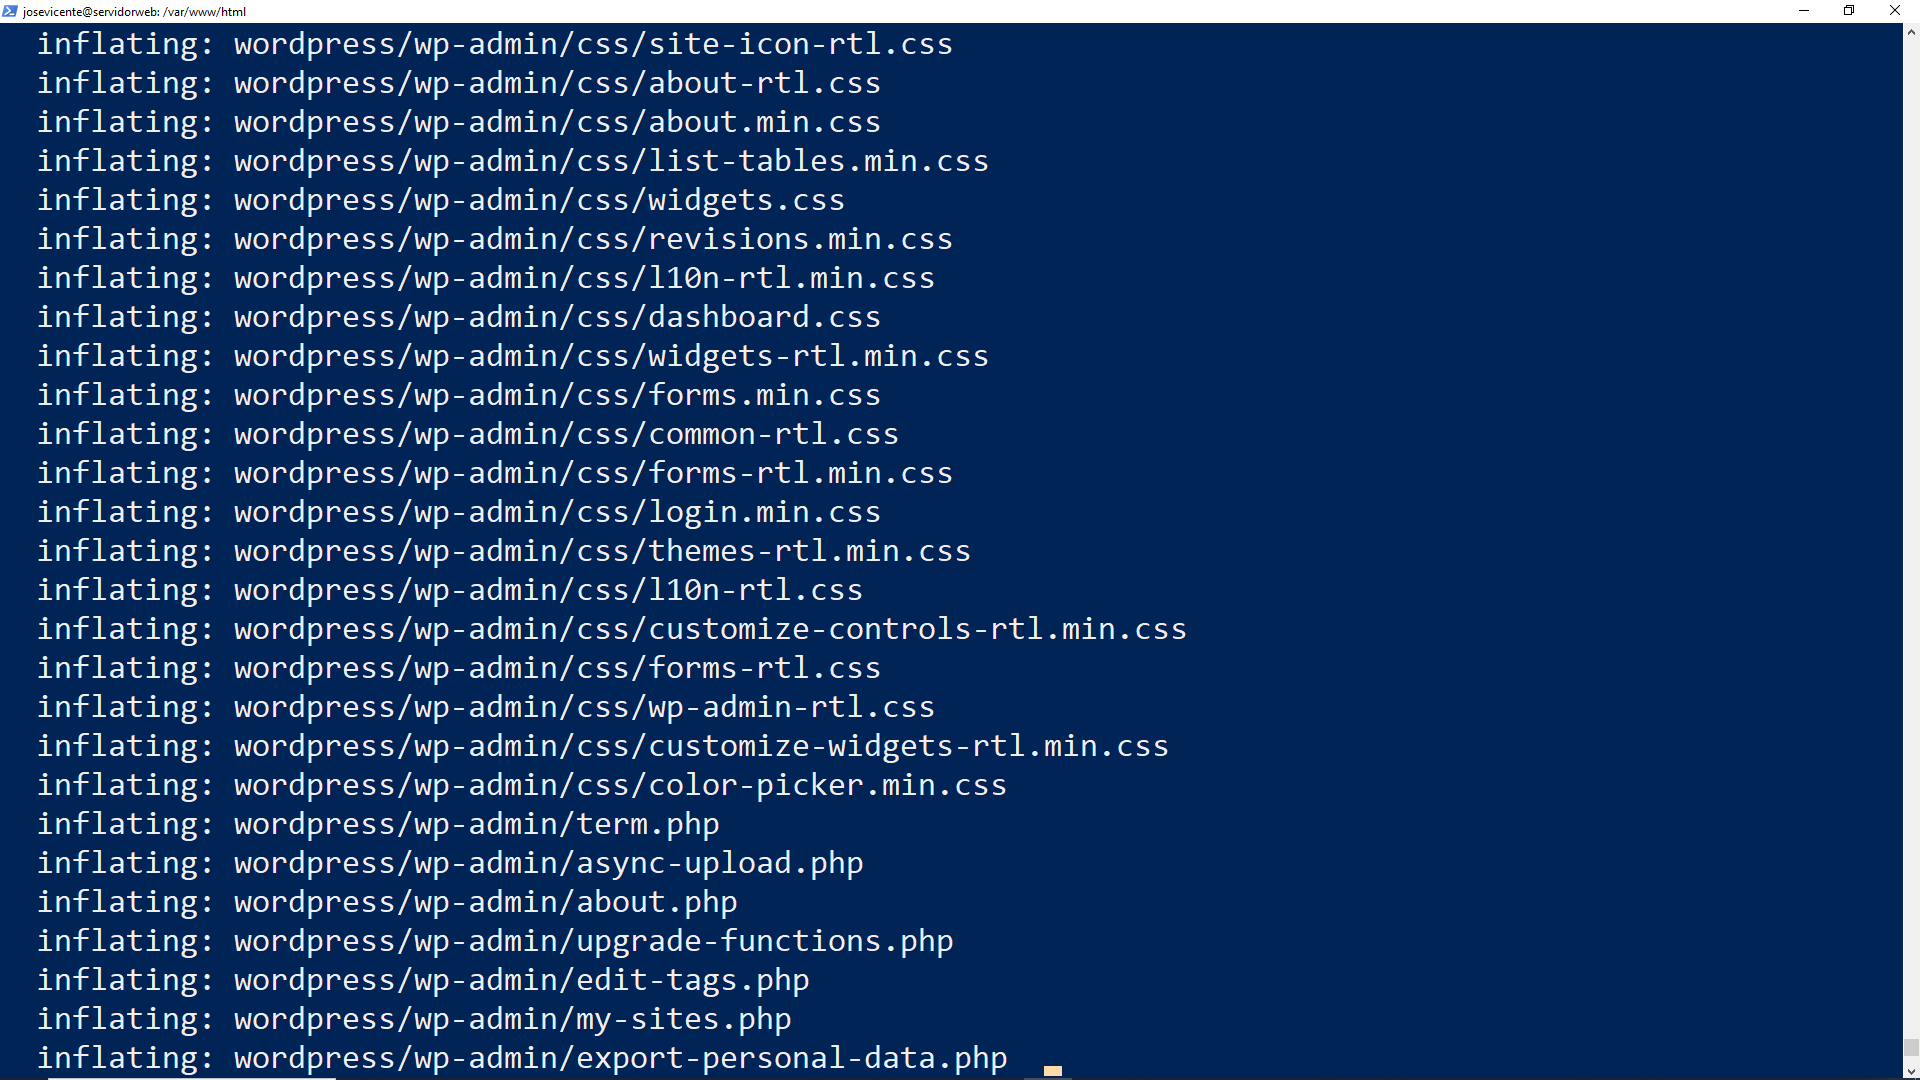 josevicente@servidorweb: /var/www/html
inflating: wordpress/wp-admin/css/site-icon-rtl.css
inflating: wordpress/wp-admin/css/about-rtl.css
inflating: wordpress/wp-admin/css/about.min.css
inflating: wordpress/wp-admin/css/list-tables.min.css
inflating: wordpress/wp-admin/css/widgets.css
inflating: wordpress/wp-admin/css/revisions.min.css
inflating: wordpress/wp-admin/css/l10n-rtl.min.css
inflating: wordpress/wp-admin/css/dashboard.css
inflating: wordpress/wp-admin/css/widgets-rtl.min.css
inflating: wordpress/wp-admin/css/forms.min.css
inflating: wordpress/wp-admin/css/common-rtl.css
inflating: wordpress/wp-admin/css/forms-rtl.min.css
inflating: wordpress/wp-admin/css/login.min.css
inflating: wordpress/wp-admin/css/themes-rtl.min.css
inflating: wordpress/wp-admin/css/l10n-rtl.css
inflating: wordpress/wp-admin/css/customize-controls-rtl.min.css
inflating: wordpress/wp-admin/css/forms-rtl.css
inflating: wordpress/wp-admin/css/wp-admin-rtl.css
inflating: wordpress/wp-admin/css/customize-widgets-rtl.min.css
inflating: wordpress/wp-admin/css/color-picker.min.css
inflating: wordpress/wp-admin/term.php
inflating: wordpress/wp-admin/async-upload.php
inflating: wordpress/wp-admin/about.php
inflating: wordpress/wp-admin/upgrade-functions.php
inflating: wordpress/wp-admin/edit-tags.php
inflating: wordpress/wp-admin/my-sites.php
inflating: wordpress/wp-admin/export-personal-data.php